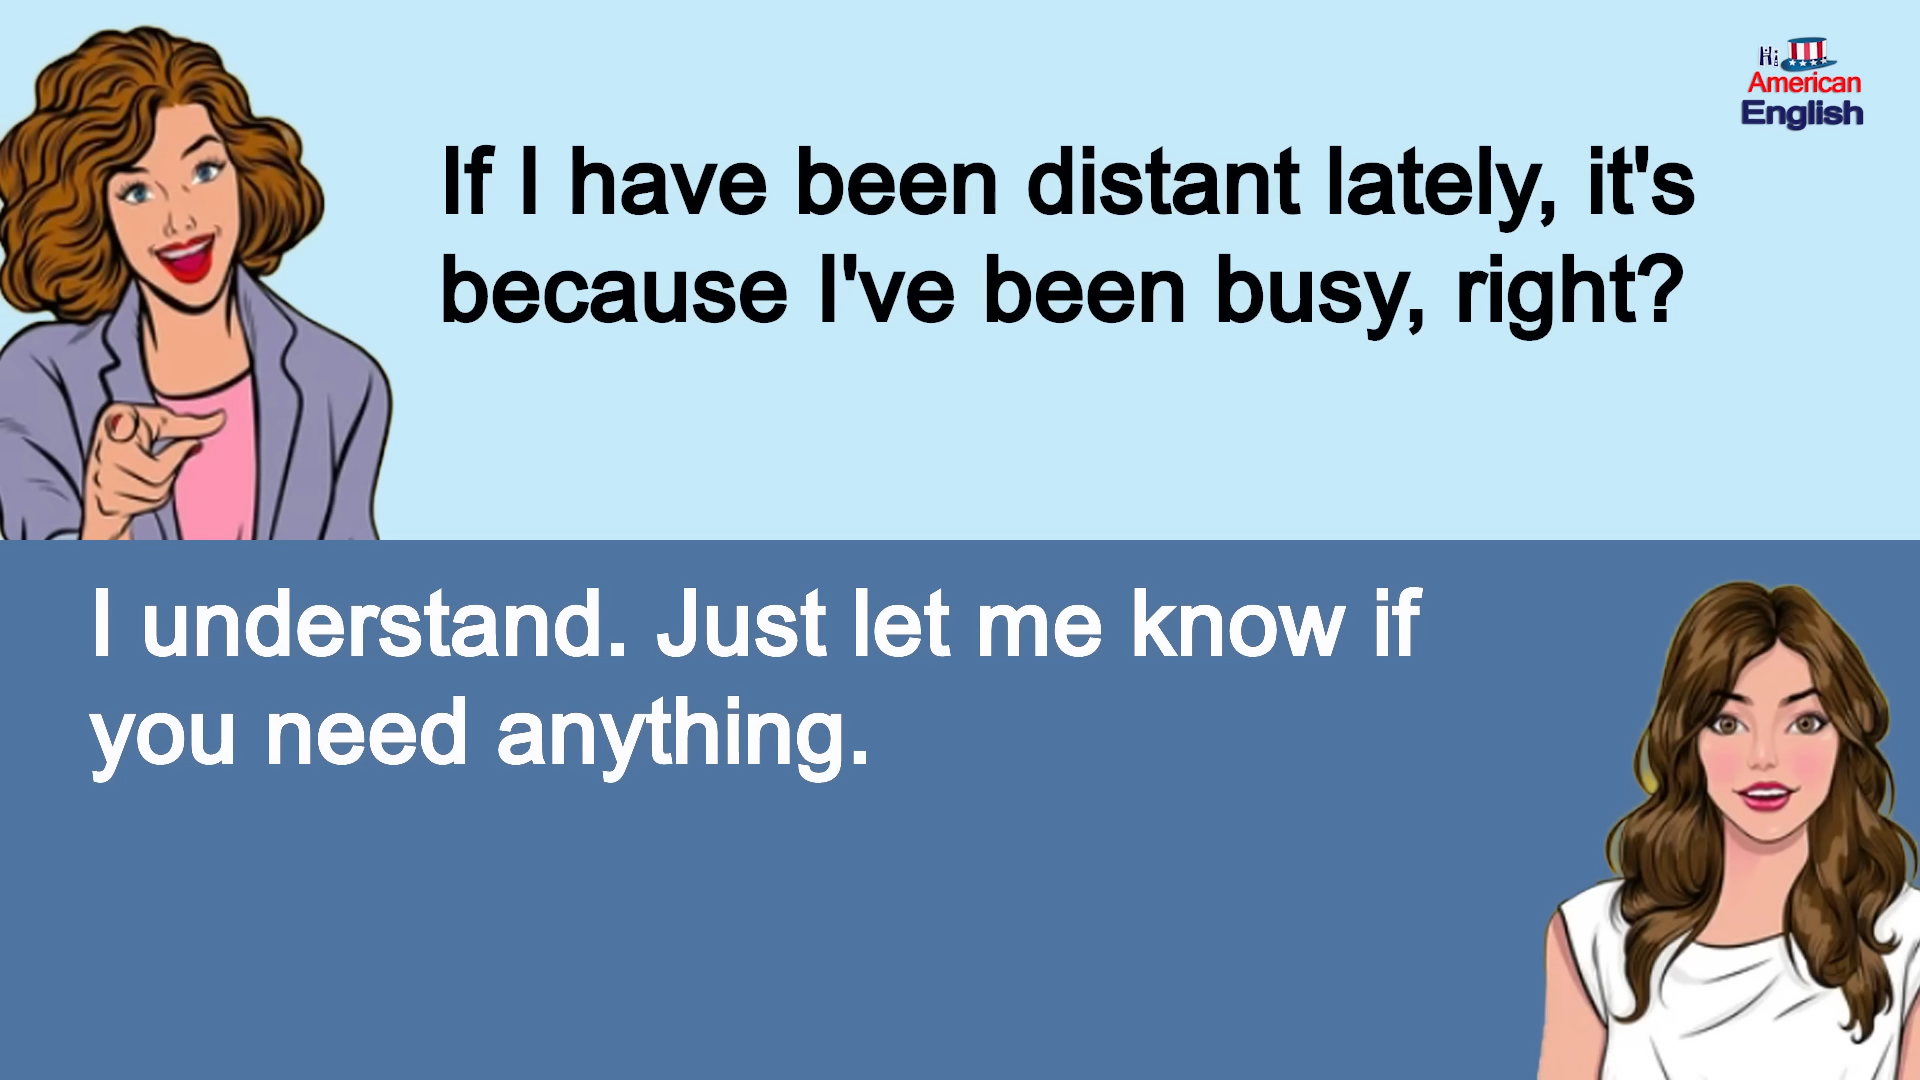 Hi
American
English
If I have been distant lately, it's
because I've been busy, right?
I understand. Just let me know if
you need anything.